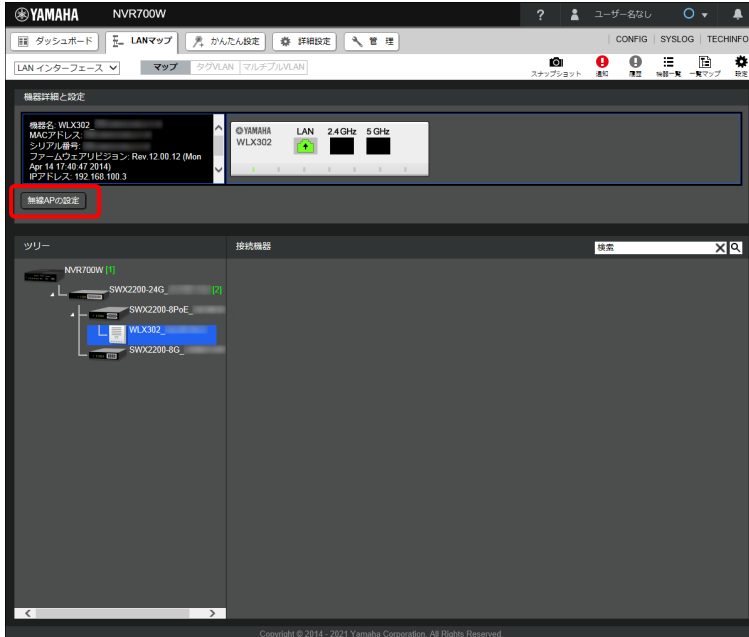 YAMAHA NVR700W ? ユーザー名なし
ダッシュボード LANマップ かんたん設定 詳細設定 管 理 CONFIG SYSLOG TECHINFO
LAN インターフェース マップ タグVLAN マルチプルVLAN スナップショット 通知 履歴 機器一覧 一覧マップ 設定
機器詳細と設定
機器名: WLX302_
MACアドレス:
シリアル番号:
ファームウェアリビジョン: Rev.12.00.12 (Mon
Apr 14 17:40:47 2014)
IPアドレス: 192.168.100.3
YAMAHA LAN 2.4 GHz 5 GHz
WLX302
無線APの設定
ツリー 接続機器 検索
NVR700W [1]
SWX2200-24G_ [2]
SWX2200-8PoE_
WLX302_
SWX2200-8G_
Copyright © 2014 - 2021 Yamaha Corporation. All Rights Reserved.